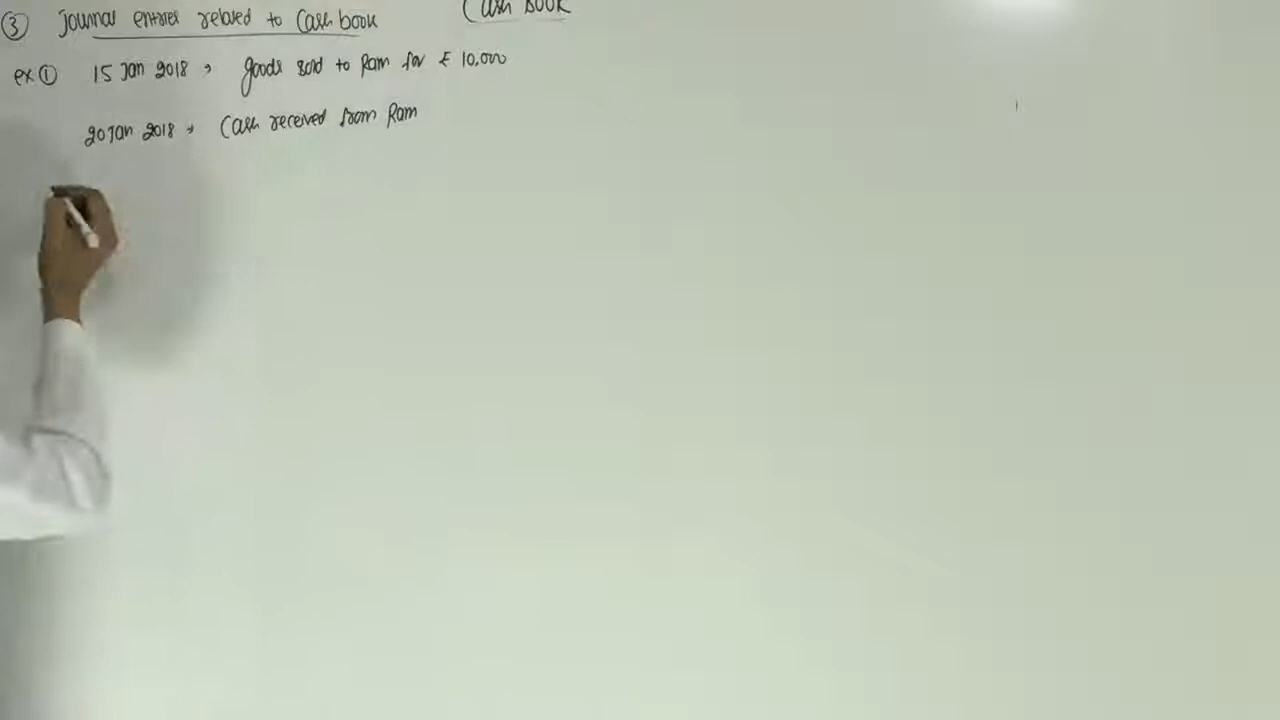 Cash BOOK
③ Journal entries related to Cash book
ex ① 15 Jan 2018 → goods sold to Ram for ₹ 10,000
20 Jan 2018 → Cash received from Ram